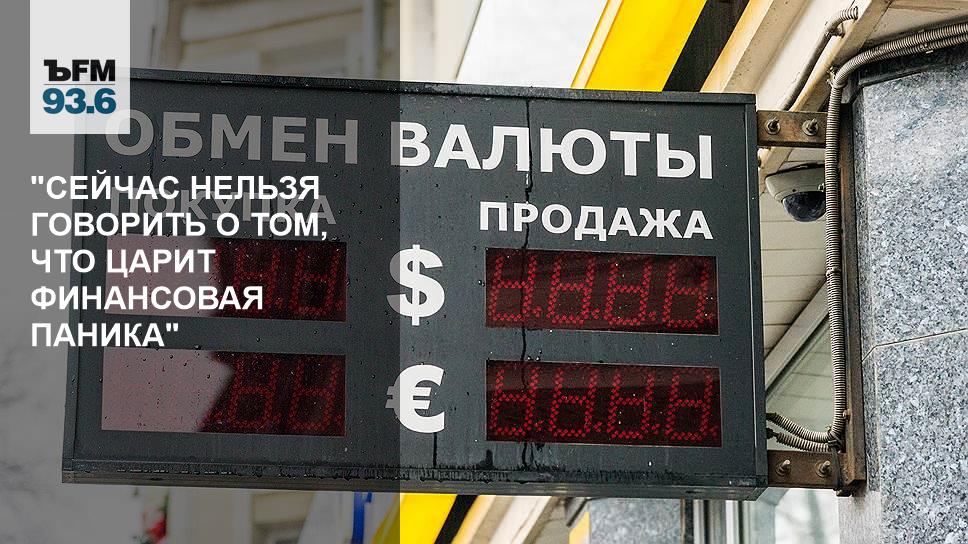 ЪFM
93.6
ОБМЕН ВАЛЮТЫ
ПОКУПКА
ПРОДАЖА
"СЕЙЧАС НЕЛЬЗЯ
ГОВОРИТЬ О ТОМ,
ЧТО ЦАРИТ
ФИНАНСОВАЯ
ПАНИКА"
$
€